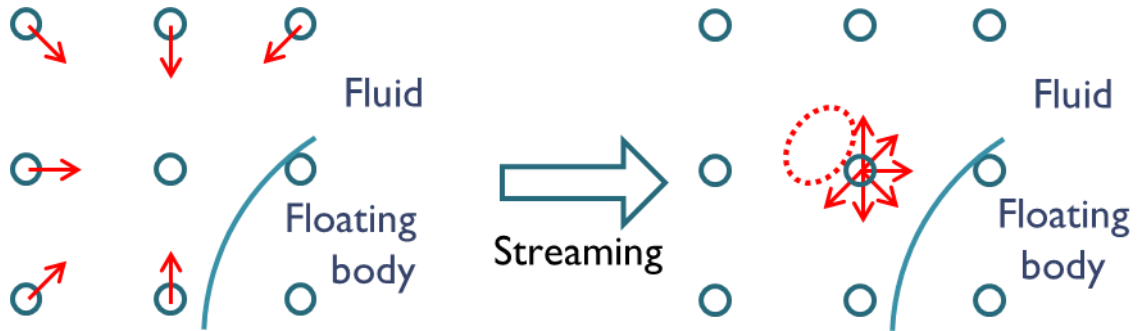 Fluid
Floating
body
Streaming
Fluid
Floating
body